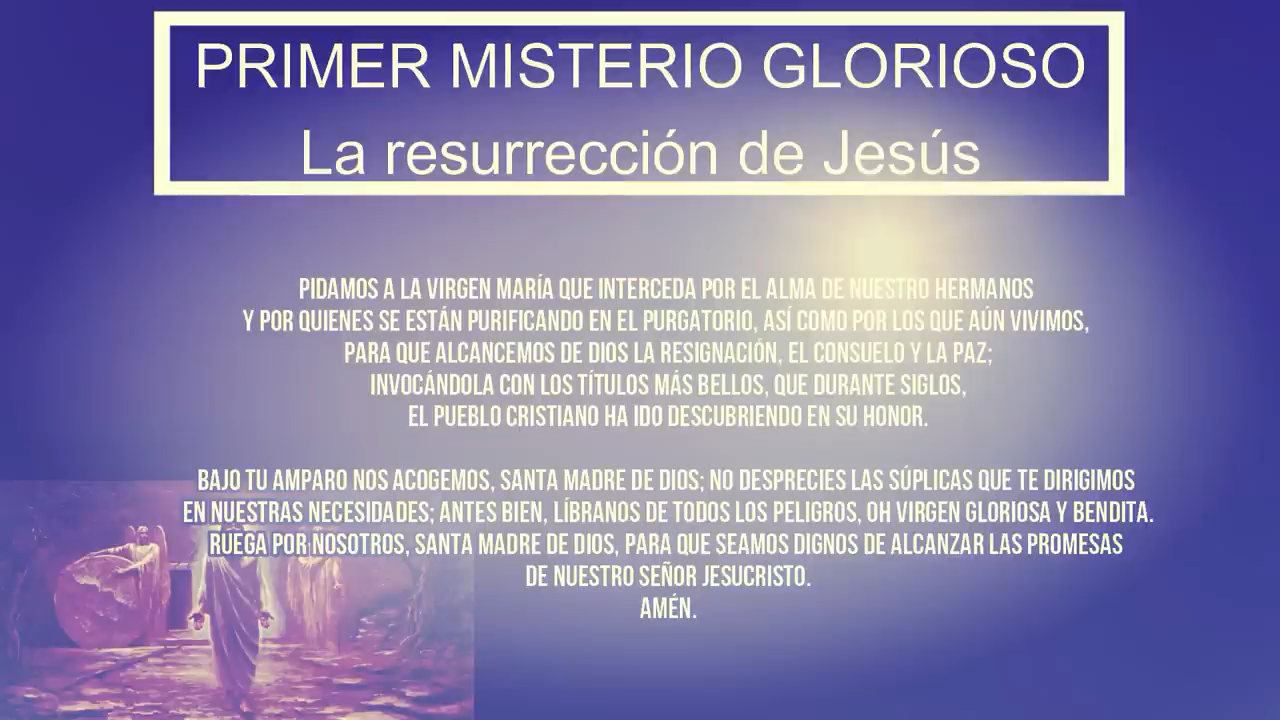 PRIMER MISTERIO GLORIOSO
La resurrección de Jesús
PIDAMOS A LA VIRGEN MARÍA QUE INTERCEDA POR EL ALMA DE NUESTRO HERMANOS
Y POR QUIENES SE ESTÁN PURIFICANDO EN EL PURGATORIO, ASÍ COMO POR LOS QUE AÚN VIVIMOS,
PARA QUE ALCANCEMOS DE DIOS LA RESIGNACIÓN, EL CONSUELO Y LA PAZ;
INVOCÁNDOLA CON LOS TÍTULOS MÁS BELLOS, QUE DURANTE SIGLOS,
EL PUEBLO CRISTIANO HA IDO DESCUBRIENDO EN SU HONOR.
BAJO TU AMPARO NOS ACOGEMOS, SANTA MADRE DE DIOS; NO DESPRECIES LAS SÚPLICAS QUE TE DIRIGIMOS
EN NUESTRAS NECESIDADES; ANTES BIEN, LÍBRANOS DE TODOS LOS PELIGROS, OH VIRGEN GLORIOSA Y BENDITA.
RUEGA POR NOSOTROS, SANTA MADRE DE DIOS, PARA QUE SEAMOS DIGNOS DE ALCANZAR LAS PROMESAS
DE NUESTRO SEÑOR JESUCRISTO.
AMÉN.